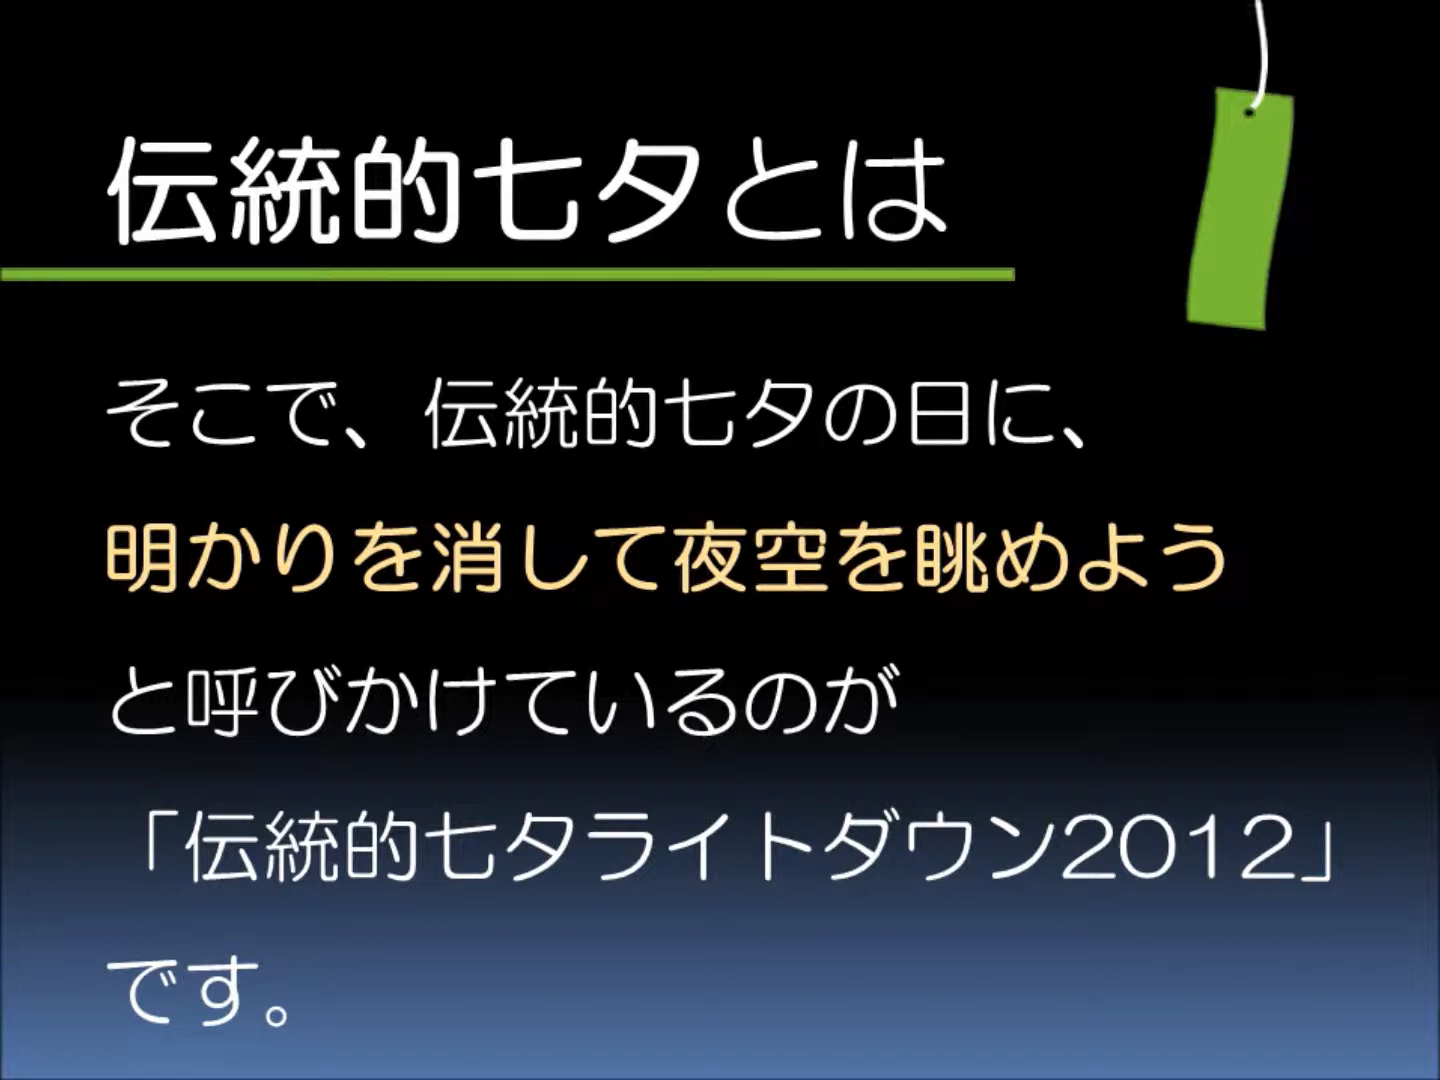 伝統的七夕とは
そこで、伝統的七夕の日に、
明かりを消して夜空を眺めよう
と呼びかけているのが
「伝統的七夕ライトダウン2012」
です。